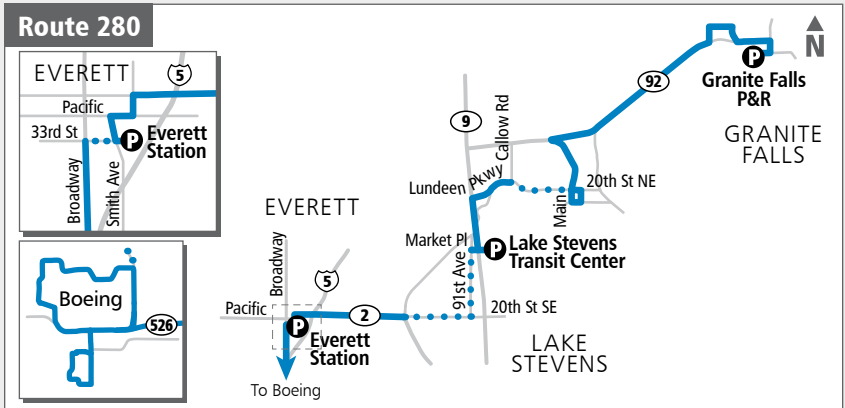 Route 280
EVERETT
5
Pacific
33rd St
P
Everett
Station
Broadway
Smith Ave
Boeing
526
N
92
P
Granite Falls
P&R
GRANITE
FALLS
9
Callow Rd
Lundeen Pkwy
20th St NE
Main
EVERETT
Market Pl
P
Lake Stevens
Transit Center
Broadway
5
91st Ave
Pacific
2
20th St SE
P
Everett
Station
LAKE
STEVENS
To Boeing